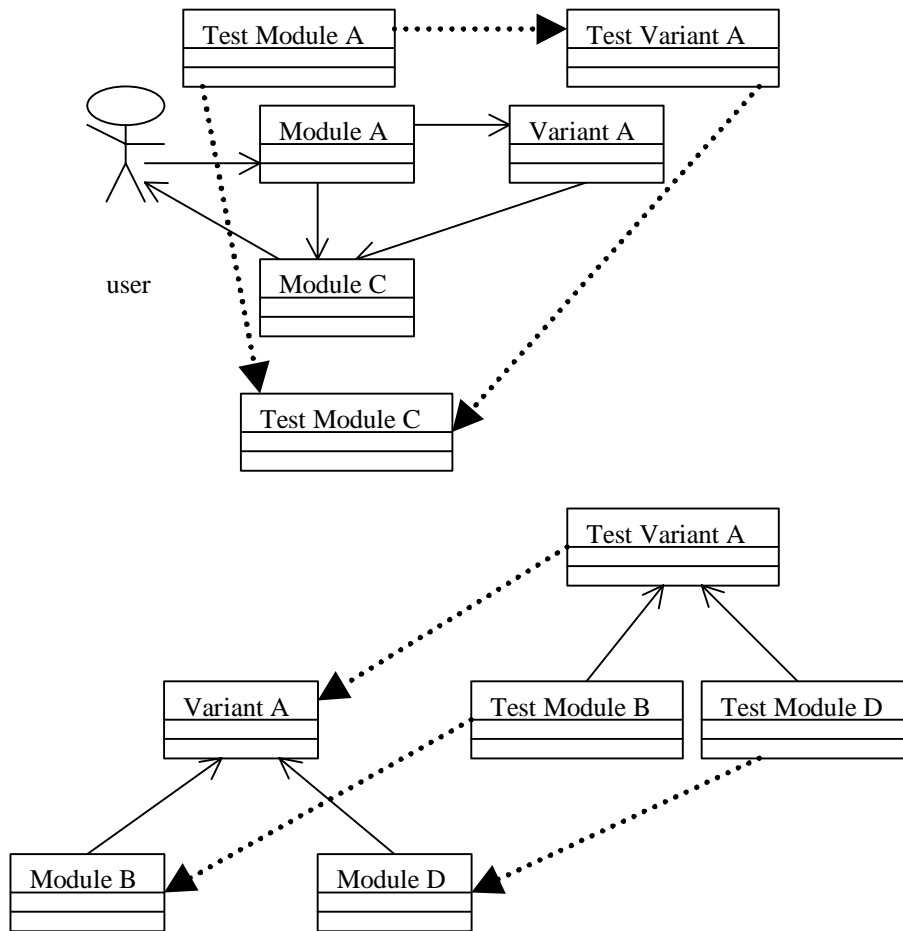 Test Module A
Test Variant A
Module A
Variant A
user
Module C
Test Module C
Test Variant A
Variant A
Test Module B
Test Module D
Module B
Module D